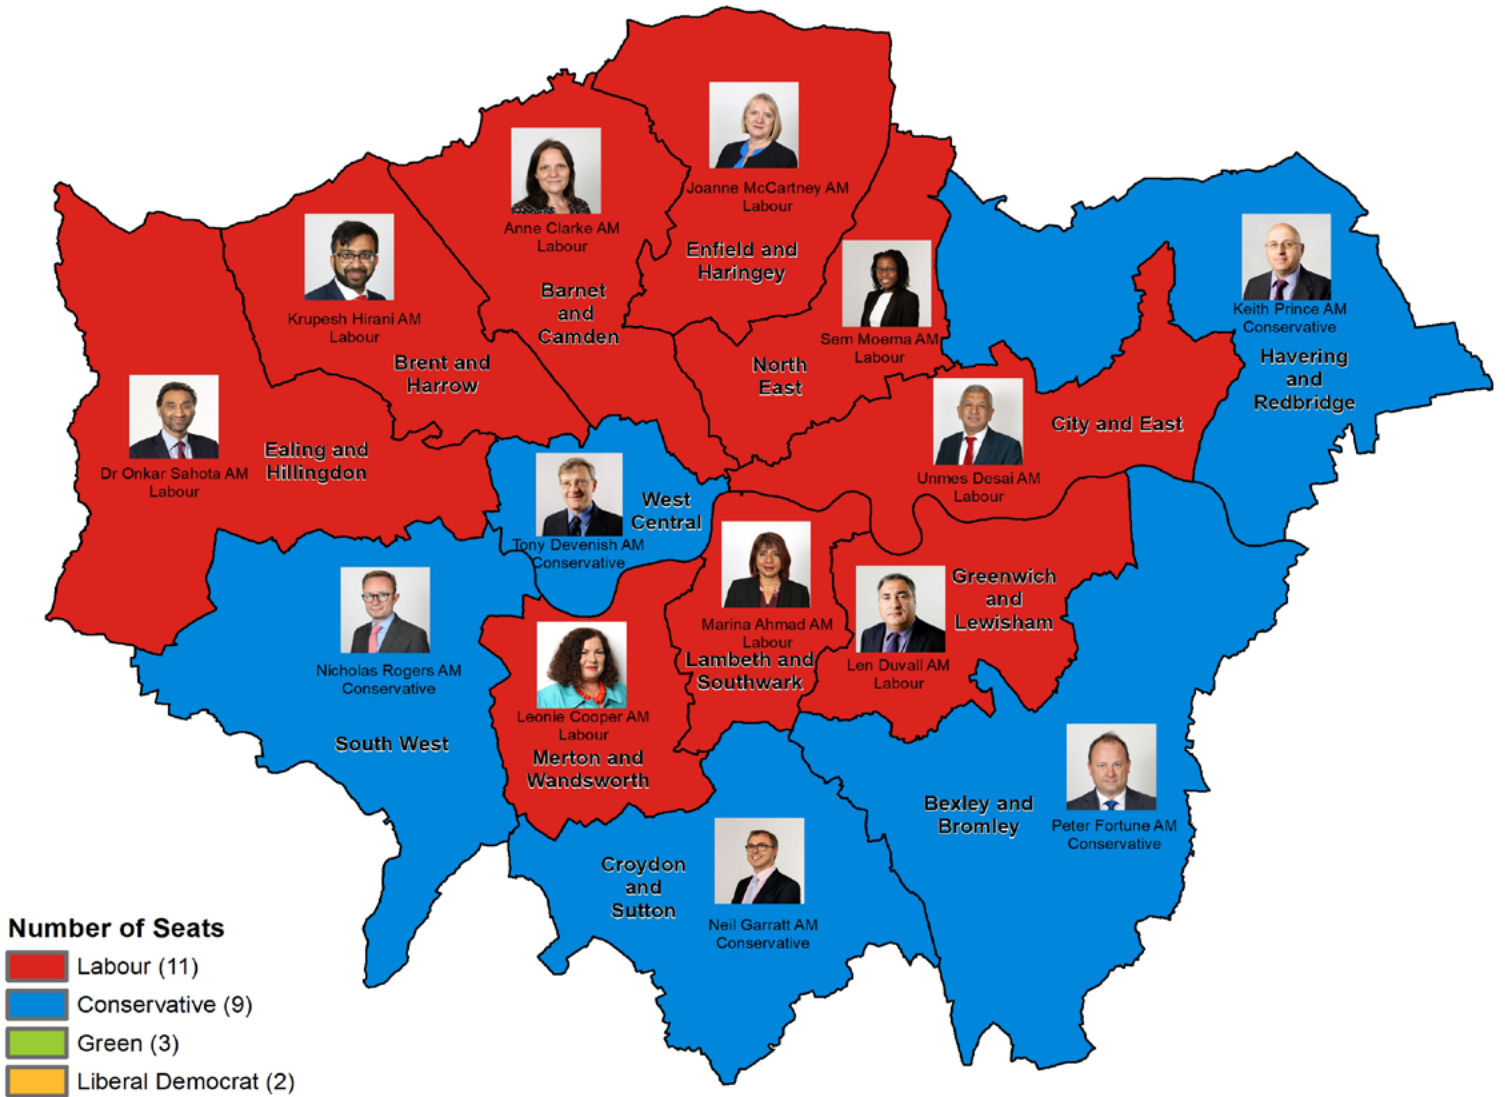 Joanne McCartney AM
Labour
Enfield and
Haringey
Anne Clarke AM
Labour
Barnet
and
Camden
Krupesh Hirani AM
Labour
Brent and
Harrow
Sem Moema AM
Labour
North
East
Keith Prince AM
Conservative
Havering
and
Redbridge
Dr Onkar Sahota AM
Labour
Ealing and
Hillingdon
City and East
Unmes Desai AM
Labour
West
Central
Tony Devenish AM
Conservative
Nicholas Rogers AM
Conservative
South West
Marina Ahmad AM
Labour
Lambeth and
Southwark
Greenwich
and
Lewisham
Len Duvall AM
Labour
Leonie Cooper AM
Labour
Merton and
Wandsworth
Bexley and
Bromley
Peter Fortune AM
Conservative
Croydon
and
Sutton
Neil Garratt AM
Conservative
Number of Seats
Labour (11)
Conservative (9)
Green (3)
Liberal Democrat (2)